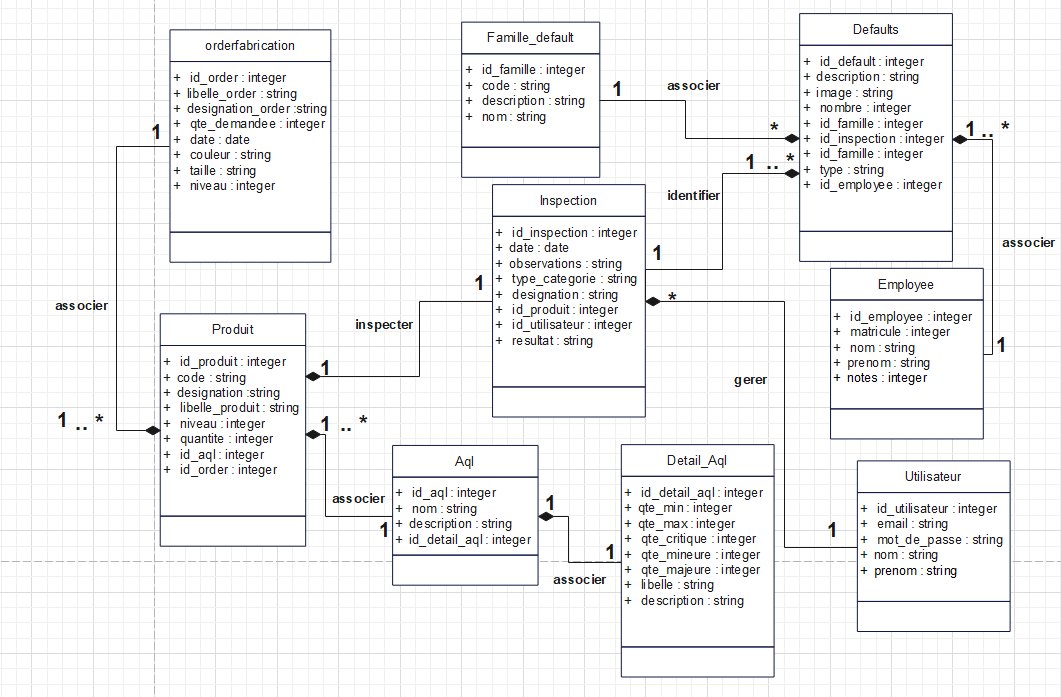 orderfabrication
+ id_order : integer
+ libelle_order : string
+ designation_order :string
+ qte_demandee : integer
+ date : date
+ couleur : string
+ taille : string
+ niveau : integer
Famille_default
+ id_famille : integer
+ code : string
+ description : string
+ nom : string
Defaults
+ id_default : integer
+ description : string
+ image : string
+ nombre : integer
+ id_famille : integer
+ id_inspection : integer
+ id_famille : integer
+ type : string
+ id_employee : integer
1
associer
*
1 .. *
identifier
1
1 .. *
associer
1
Inspection
+ id_inspection : integer
+ date : date
+ observations : string
+ type_categorie : string
+ designation : string
+ id_produit : integer
+ id_utilisateur : integer
+ resultat : string
Employee
+ id_employee : integer
+ matricule : integer
+ nom : string
+ prenom : string
+ notes : integer
1
associer
1 .. *
1
inspecter
1
*
gerer
1
Produit
+ id_produit : integer
+ code : string
+ designation :string
+ libelle_produit : string
+ niveau : integer
+ quantite : integer
+ id_aql : integer
+ id_order : integer
1 .. *
associer
1
Aql
+ id_aql : integer
+ nom : string
+ description : string
+ id_detail_aql : integer
1
associer
1
Detail_Aql
+ id_detail_aql : integer
+ qte_min : integer
+ qte_max : integer
+ qte_critique : integer
+ qte_mineure : integer
+ qte_majeure : integer
+ libelle : string
+ description : string
Utilisateur
+ id_utilisateur : integer
+ email : string
+ mot_de_passe : string
+ nom : string
+ prenom : string